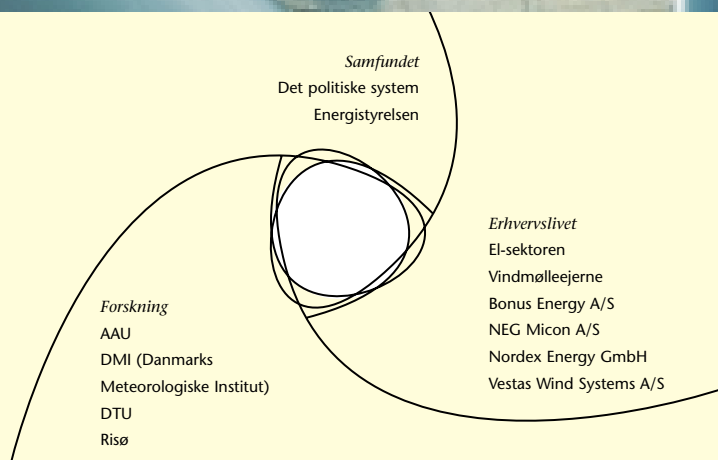 Samfundet
Det politiske system
Energistyrelsen
Erhvervslivet
El-sektoren
Vindmølleejerne
Bonus Energy A/S
NEG Micon A/S
Nordex Energy GmbH
Vestas Wind Systems A/S
Forskning
AAU
DMI (Danmarks
Meteorologiske Institut)
DTU
Risø